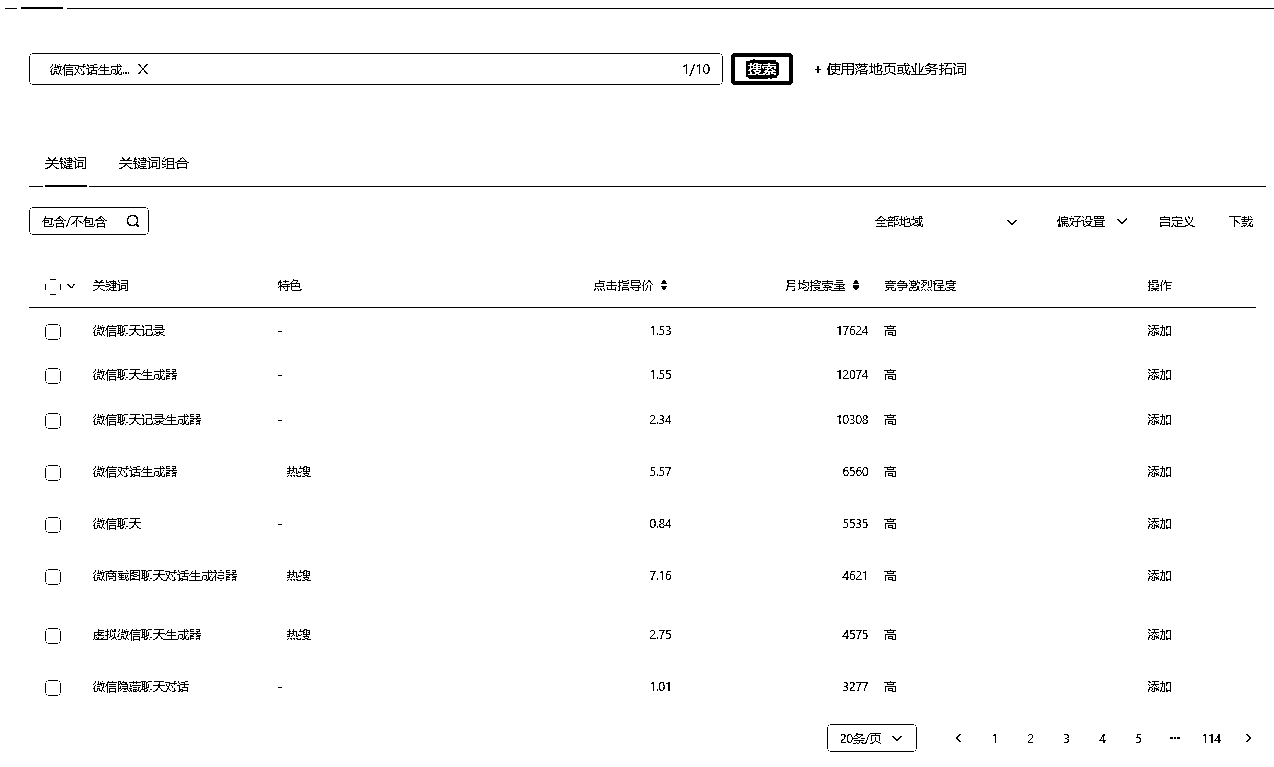 微信对话生成... X 1/10 搜索 + 使用落地页或业务拓词
关键词 关键词组合
包含/不包含 全部地域 偏好设置 自定义 下载
关键词 特色 点击指导价 月均搜索量 竞争激烈程度 操作
微信聊天记录 - 1.53 17624 高 添加
微信聊天生成器 - 1.55 12074 高 添加
微信聊天记录生成器 - 2.34 10308 高 添加
微信对话生成器 热搜 5.57 6560 高 添加
微信聊天 - 0.84 5535 高 添加
微商截图聊天对话生成神器 热搜 7.16 4621 高 添加
虚拟微信聊天生成器 热搜 2.75 4575 高 添加
微信隐藏聊天对话 - 1.01 3277 高 添加
20条/页 < 1 2 3 4 5 ... 114 >